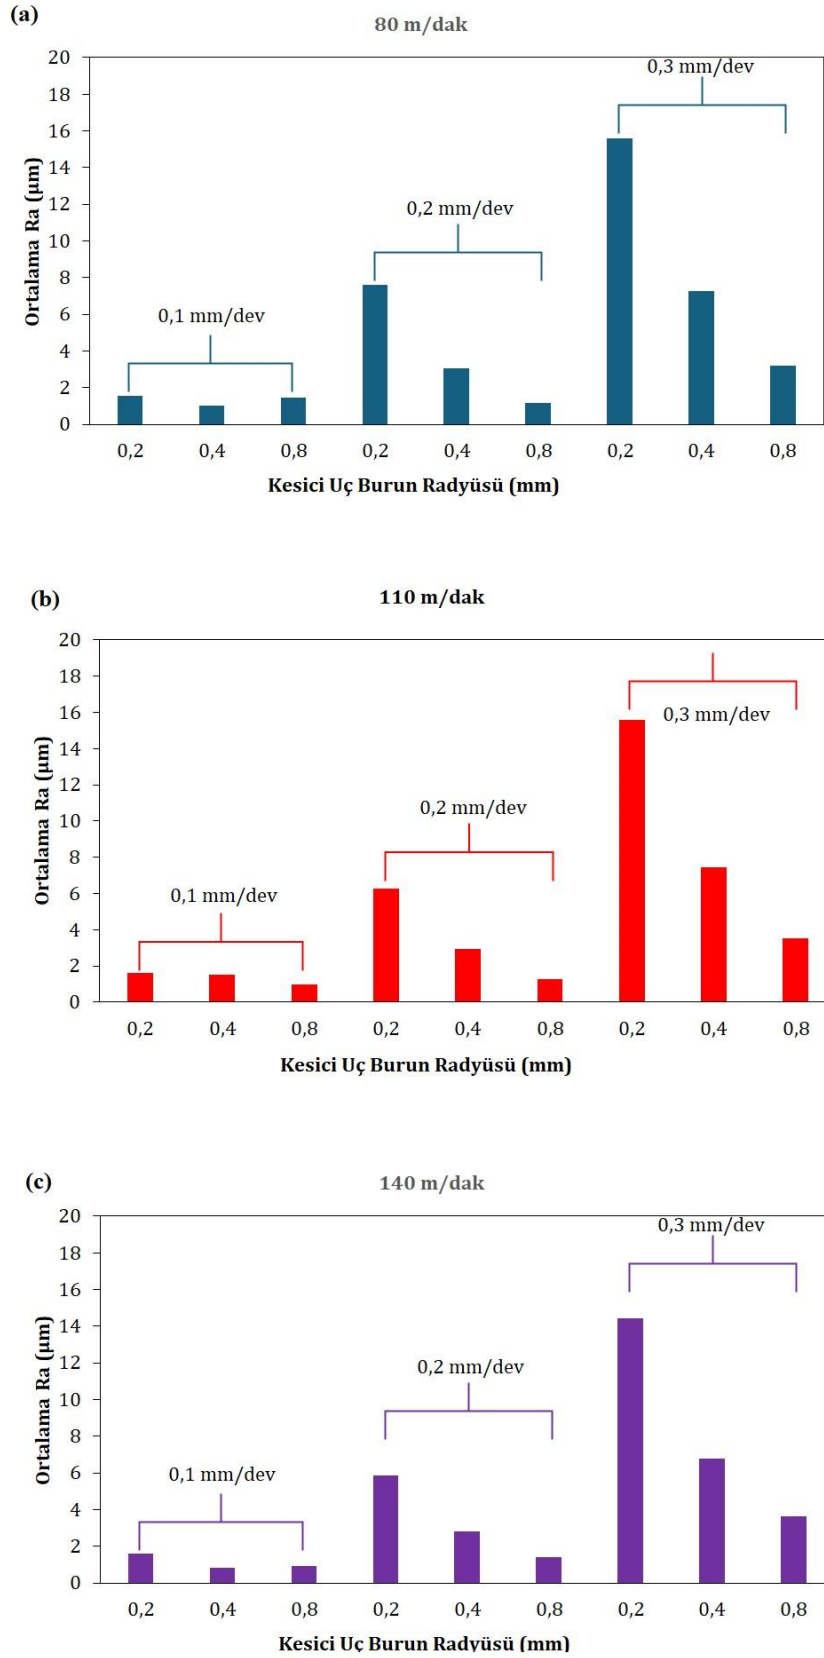 (a)
80 m/dak
20
18
16
14
12
10
8
6
4
2
0
Ortalama Ra (µm)
0,1 mm/dev
0,2 mm/dev
0,3 mm/dev
0,2 0,4 0,8 0,2 0,4 0,8 0,2 0,4 0,8
Kesici Uç Burun Radyüsü (mm)
(b)
110 m/dak
20
18
16
14
12
10
8
6
4
2
0
Ortalama Ra (µm)
0,1 mm/dev
0,2 mm/dev
0,3 mm/dev
0,2 0,4 0,8 0,2 0,4 0,8 0,2 0,4 0,8
Kesici Uç Burun Radyüsü (mm)
(c)
140 m/dak
20
18
16
14
12
10
8
6
4
2
0
Ortalama Ra (µm)
0,1 mm/dev
0,2 mm/dev
0,3 mm/dev
0,2 0,4 0,8 0,2 0,4 0,8 0,2 0,4 0,8
Kesici Uç Burun Radyüsü (mm)